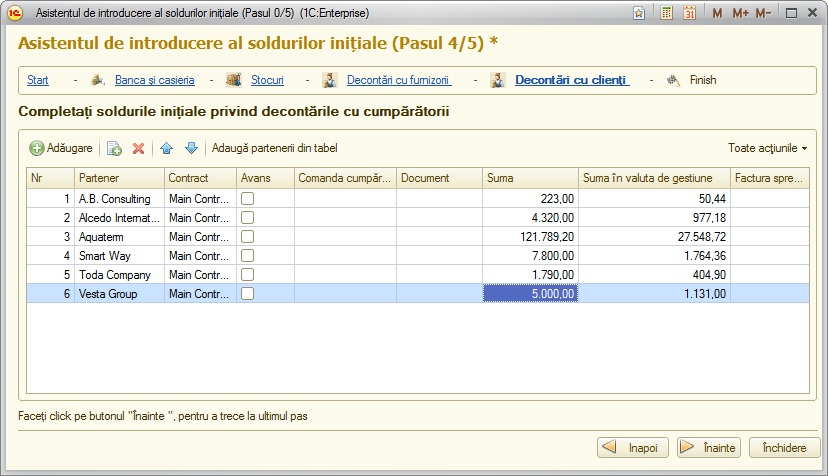 Asistentul de introducere al soldurilor inițiale (Pasul 0/5) (1C:Enterprise)
31 M M+ M-
Asistentul de introducere al soldurilor inițiale (Pasul 4/5) *
Start - Banca și casieria - Stocuri - Decontări cu furnizorii - Decontări cu clienți - Finish
Completați soldurile inițiale privind decontările cu cumpărătorii
Adăugare Adaugă partenerii din tabel Toate acțiunile
Nr Partener Contract Avans Comanda cumpăr... Document Suma Suma în valuta de gestiune Factura spre...
1 A.B. Consulting Main Contr... 223,00 50,44
2 Alcedo Internat... Main Contr... 4.320,00 977,18
3 Aquaterm Main Contr... 121.789,20 27.548,72
4 Smart Way Main Contr... 7.800,00 1.764,36
5 Toda Company Main Contr... 1.790,00 404,90
6 Vesta Group Main Contr... 5.000,00 1.131,00
Faceți click pe butonul "Înainte ", pentru a trece la ultimul pas
Inapoi Înainte Închidere